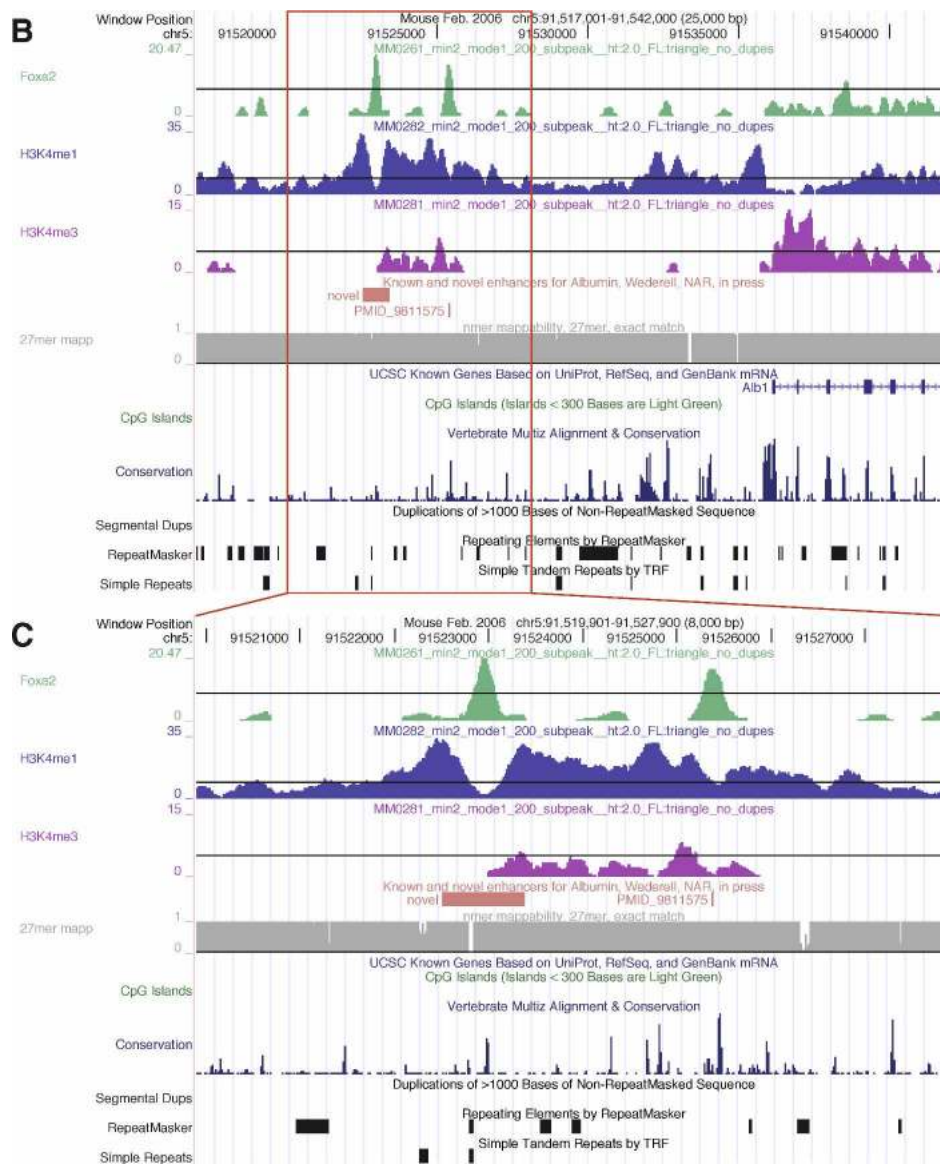 B
Window Position Mouse Feb. 2006 chr5:91,517,001-91,542,000 (25,000 bp)
chr5: 91520000 91525000 91530000 91535000 91540000
20.47 MM0261_min2_mode1_200_subpeak__ht:2.0_FL:triangle_no_dupes
Foxa2
0
35 MM0282_min2_mode1_200_subpeak__ht:2.0_FL:triangle_no_dupes
H3K4me1
0
15 MM0281_min2_mode1_200_subpeak__ht:2.0_FL:triangle_no_dupes
H3K4me3
0
Known and novel enhancers for Albumin, Wederell, NAR, in press
novel
PMID_9811575
1 nmer mappability, 27mer, exact match
27mer mapp
0
UCSC Known Genes Based on UniProt, RefSeq, and GenBank mRNA
Alb1
CpG Islands (Islands < 300 Bases are Light Green)
CpG Islands
Vertebrate Multiz Alignment & Conservation
Conservation
Duplications of >1000 Bases of Non-RepeatMasked Sequence
Segmental Dups
Repeating Elements by RepeatMasker
RepeatMasker
Simple Tandem Repeats by TRF
Simple Repeats
C
Window Position Mouse Feb. 2006 chr5:91,519,901-91,527,900 (8,000 bp)
chr5: 91521000 91522000 91523000 91524000 91525000 91526000 91527000
20.47 MM0261_min2_mode1_200_subpeak__ht:2.0_FL:triangle_no_dupes
Foxa2
0
35 MM0282_min2_mode1_200_subpeak__ht:2.0_FL:triangle_no_dupes
H3K4me1
0
15 MM0281_min2_mode1_200_subpeak__ht:2.0_FL:triangle_no_dupes
H3K4me3
0
Known and novel enhancers for Albumin, Wederell, NAR, in press
novel PMID_9811575
1 nmer mappability, 27mer, exact match
27mer mapp
0
UCSC Known Genes Based on UniProt, RefSeq, and GenBank mRNA
CpG Islands (Islands < 300 Bases are Light Green)
CpG Islands
Vertebrate Multiz Alignment & Conservation
Conservation
Duplications of >1000 Bases of Non-RepeatMasked Sequence
Segmental Dups
Repeating Elements by RepeatMasker
RepeatMasker
Simple Tandem Repeats by TRF
Simple Repeats